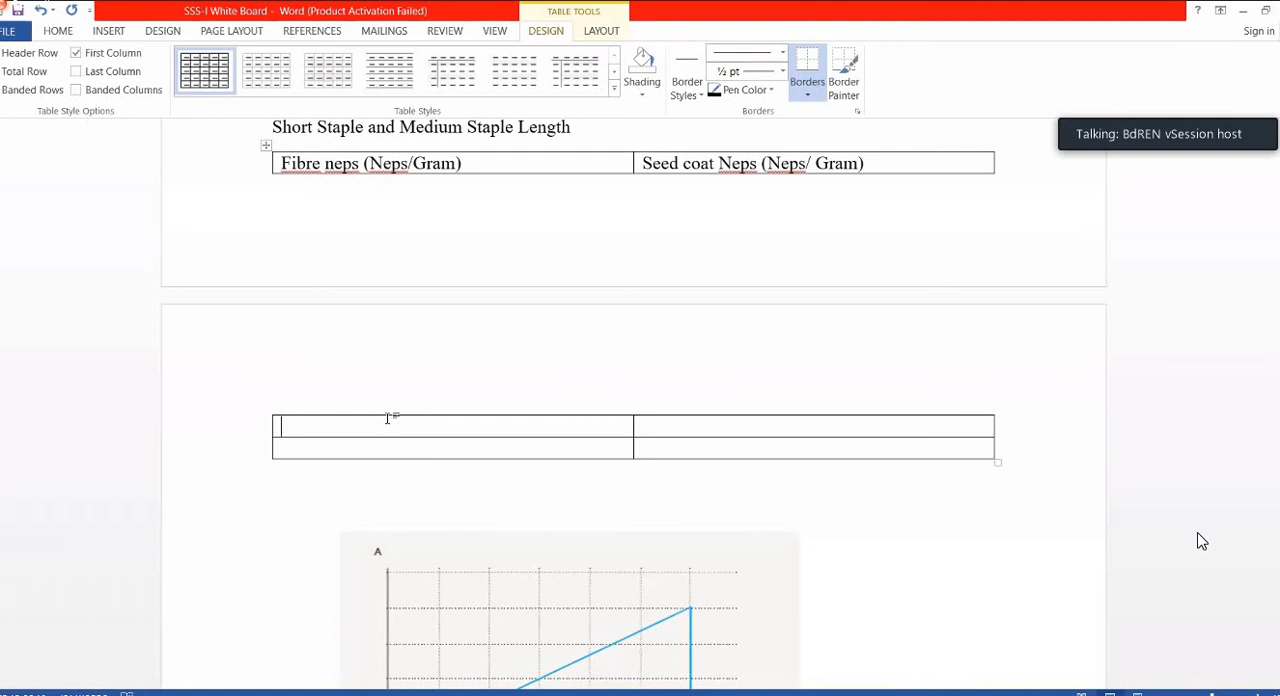 SSS-I White Board - Word (Product Activation Failed)
TABLE TOOLS
?
FILE
HOME
INSERT
DESIGN
PAGE LAYOUT
REFERENCES
MAILINGS
REVIEW
VIEW
DESIGN
LAYOUT
Sign in
Header Row
First Column
Total Row
Last Column
Banded Rows
Banded Columns
Table Style Options
Table Styles
Shading
Border Styles
½ pt
Pen Color
Borders
Border Painter
Borders
Talking: BdREN vSession host
Short Staple and Medium Staple Length
Fibre neps (Neps/Gram)
Seed coat Neps (Neps/ Gram)
A